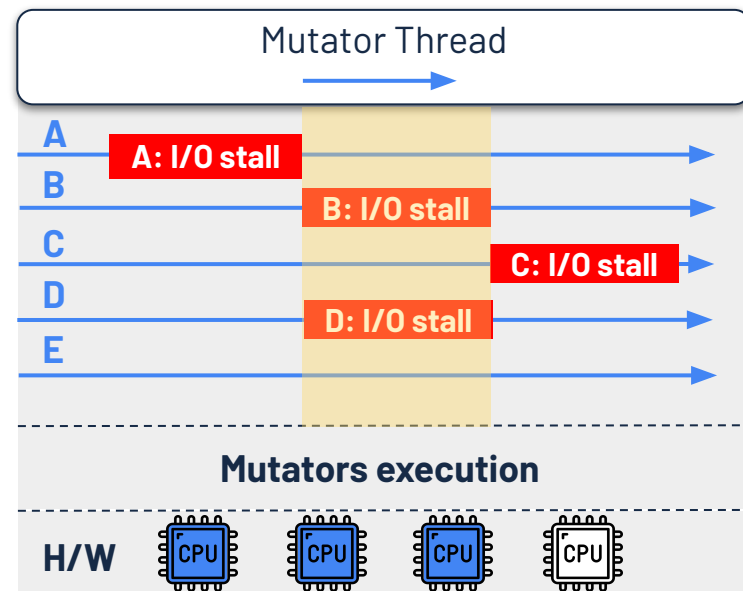 Mutator Thread
A
A: I/O stall
B
B: I/O stall
C
C: I/O stall
D
D: I/O stall
E
Mutators execution
H/W
CPU
CPU
CPU
CPU